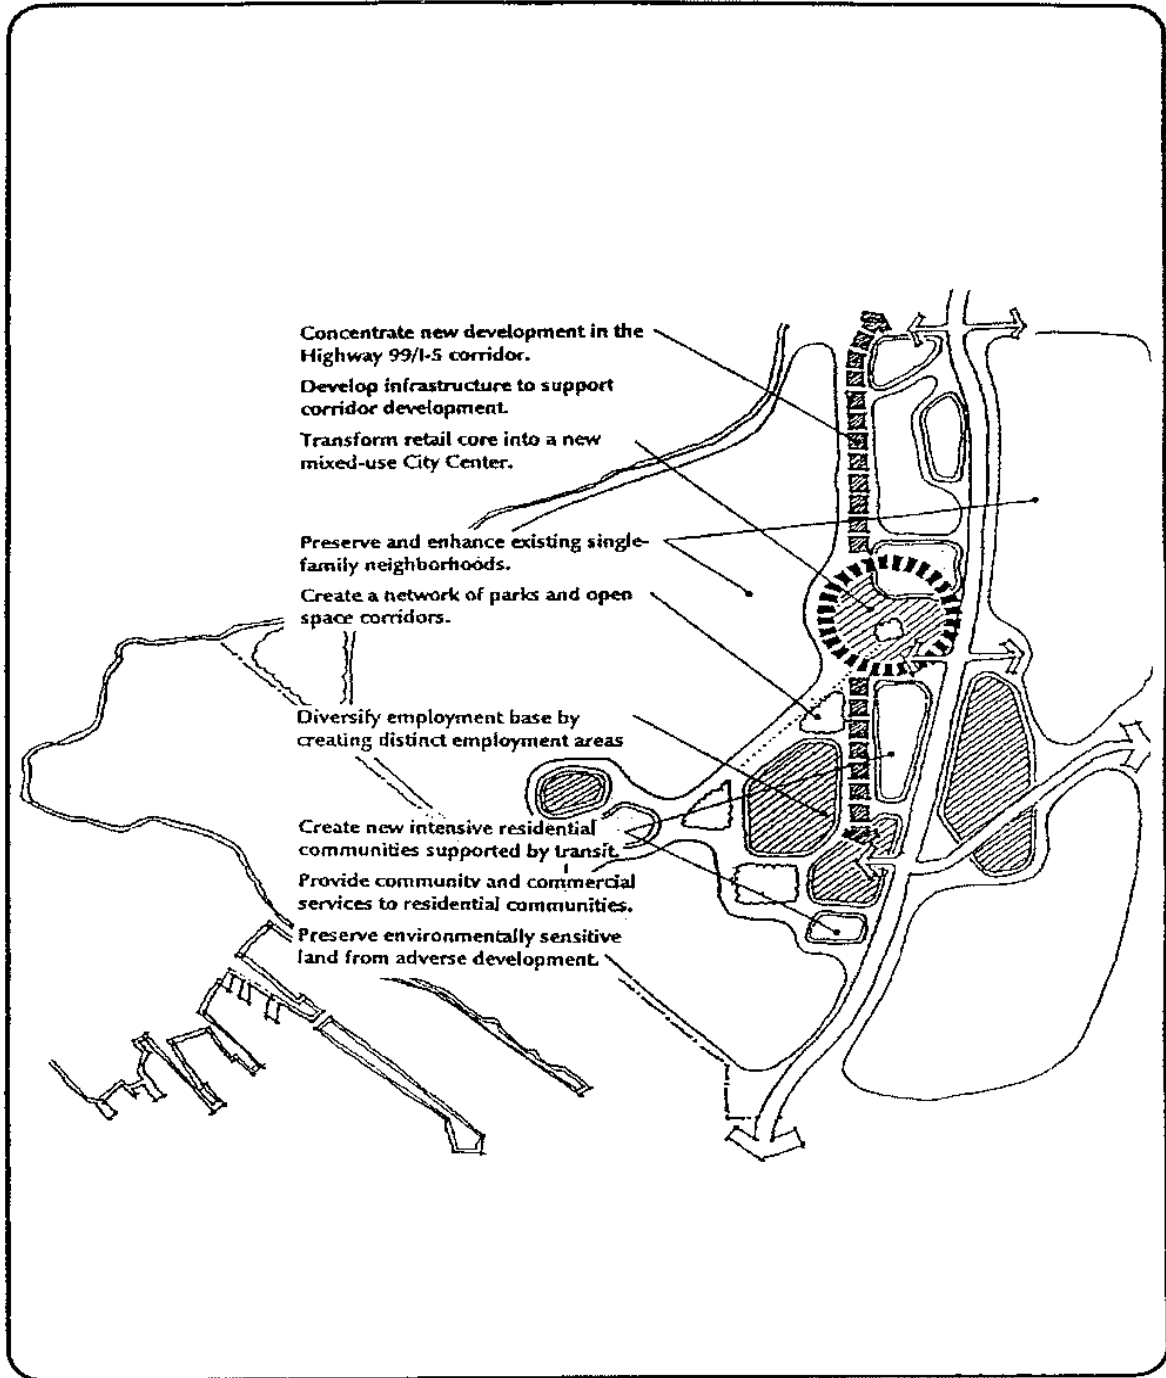 Concentrate new development in the
Highway 99/I-5 corridor.
Develop infrastructure to support
corridor development.
Transform retail core into a new
mixed-use City Center.
Preserve and enhance existing single-
family neighborhoods.
Create a network of parks and open
space corridors.
Diversify employment base by
creating distinct employment areas
Create new intensive residential
communities supported by transit.
Provide community and commercial
services to residential communities.
Preserve environmentally sensitive
land from adverse development.